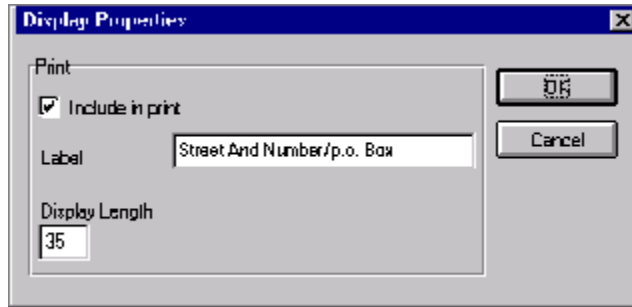 Display Properties
Print
Include in print
OK
Label
Street And Number/p.o. Box
Cancel
Display Length
35